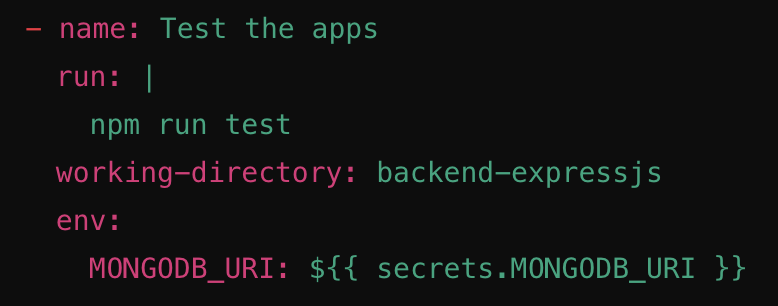 - name: Test the apps
  run: |
    npm run test
  working-directory: backend-expressjs
  env:
    MONGODB_URI: ${{ secrets.MONGODB_URI }}